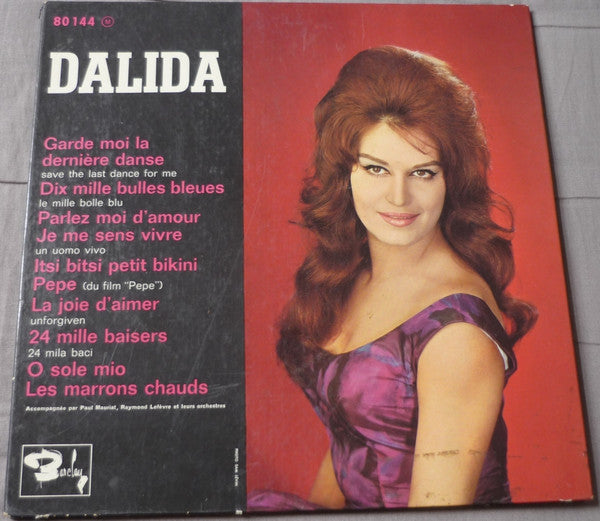 80144 M
DALIDA
Garde moi la
dernière danse
save the last dance for me
Dix mille bulles bleues
le mille bolle blu
Parlez moi d'amour
Je me sens vivre
un uomo vivo
Itsi bitsi petit bikini
Pepe (du film "Pepe")
La joie d'aimer
unforgiven
24 mille baisers
24 mila baci
O sole mio
Les marrons chauds
Accompagnée par Paul Mauriat, Raymond Lefèvre et leurs orchestres
Barclay
PHOTO SAM LÉVIN